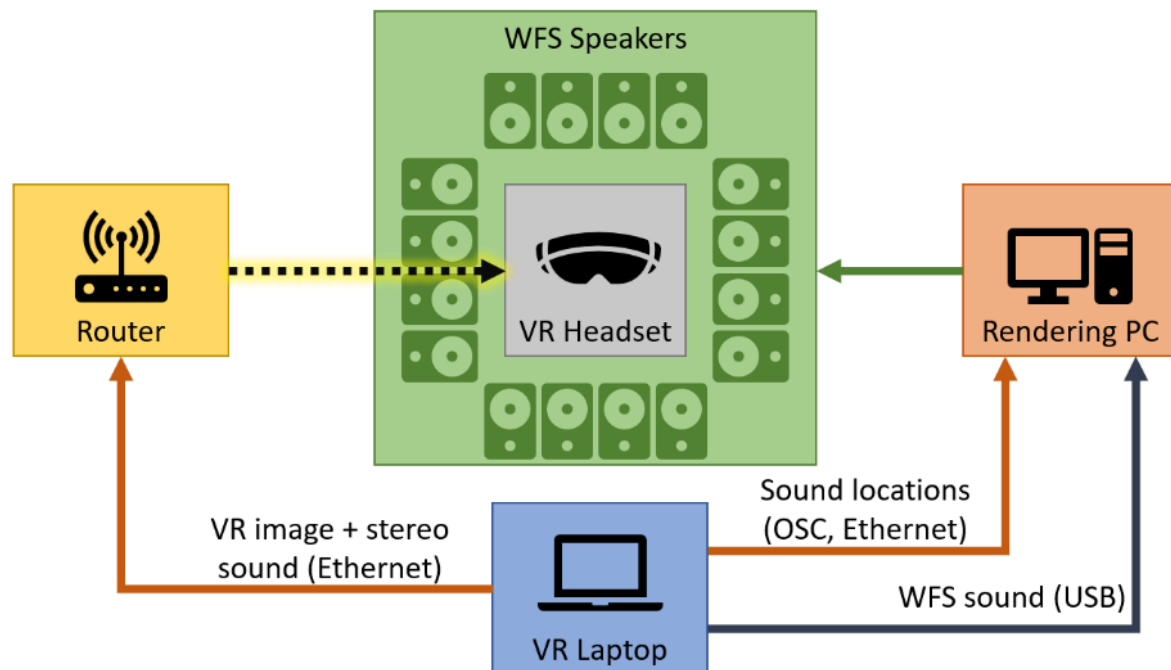 WFS Speakers
Router
VR Headset
Rendering PC
VR image + stereo
sound (Ethernet)
Sound locations
(OSC, Ethernet)
WFS sound (USB)
VR Laptop